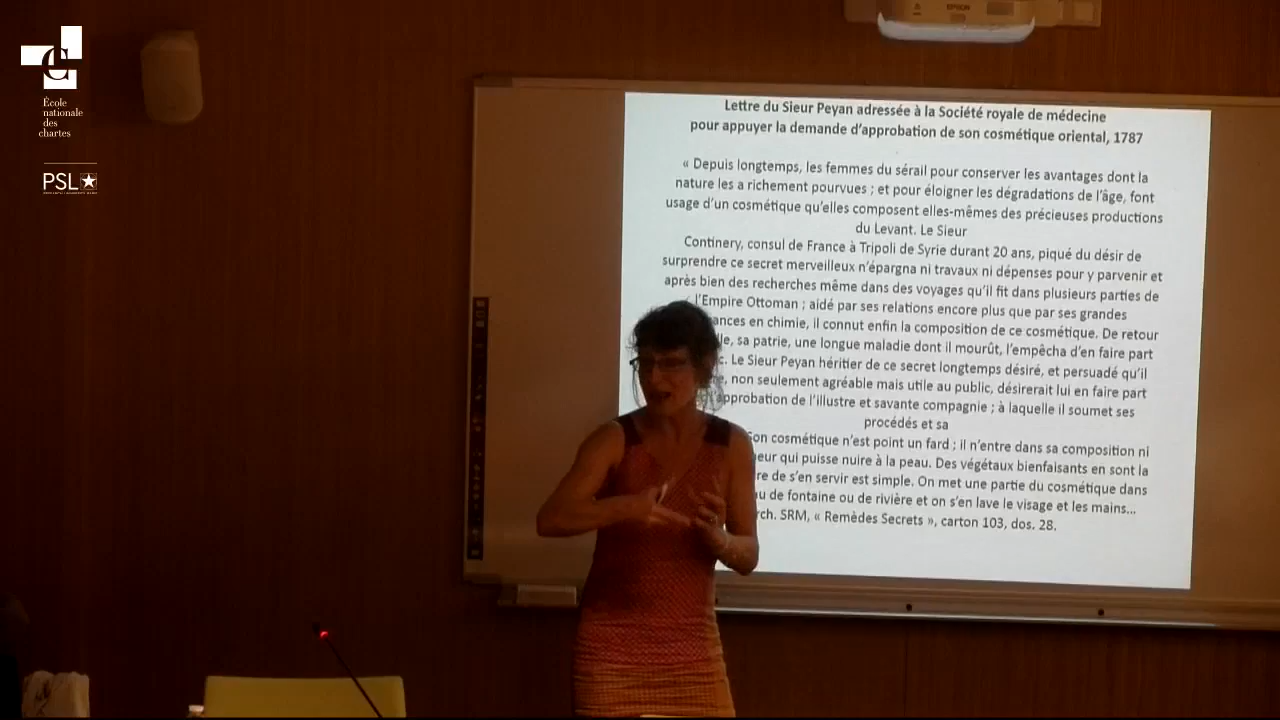 École
nationale
des
chartes
PSL
EPSON
Lettre du Sieur Peyan adressée à la Société royale de médecine
pour appuyer la demande d'approbation de son cosmétique oriental, 1787
« Depuis longtemps, les femmes du sérail pour conserver les avantages dont la
nature les a richement pourvues ; et pour éloigner les dégradations de l'âge, font
usage d'un cosmétique qu'elles composent elles-mêmes des précieuses productions
du Levant. Le Sieur
Continery, consul de France à Tripoli de Syrie durant 20 ans, piqué du désir de
surprendre ce secret merveilleux n'épargna ni travaux ni dépenses pour y parvenir et
après bien des recherches même dans des voyages qu'il fit dans plusieurs parties de
l'Empire Ottoman ; aidé par ses relations encore plus que par ses grandes
ances en chimie, il connut enfin la composition de ce cosmétique. De retour
le, sa patrie, une longue maladie dont il mourût, l'empêcha d'en faire part
c. Le Sieur Peyan héritier de ce secret longtemps désiré, et persuadé qu'il
re, non seulement agréable mais utile au public, désirerait lui en faire part
l'approbation de l'illustre et savante compagnie ; à laquelle il soumet ses
procédés et sa
Son cosmétique n'est point un fard ; il n'entre dans sa composition ni
eur qui puisse nuire à la peau. Des végétaux bienfaisants en sont la
re de s'en servir est simple. On met une partie du cosmétique dans
au de fontaine ou de rivière et on s'en lave le visage et les mains...
rch. SRM, « Remèdes Secrets », carton 103, dos. 28.